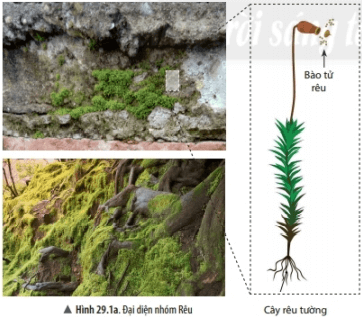 Bào tử
rêu
▲ Hình 29.1a. Đại diện nhóm Rêu
Cây rêu tường